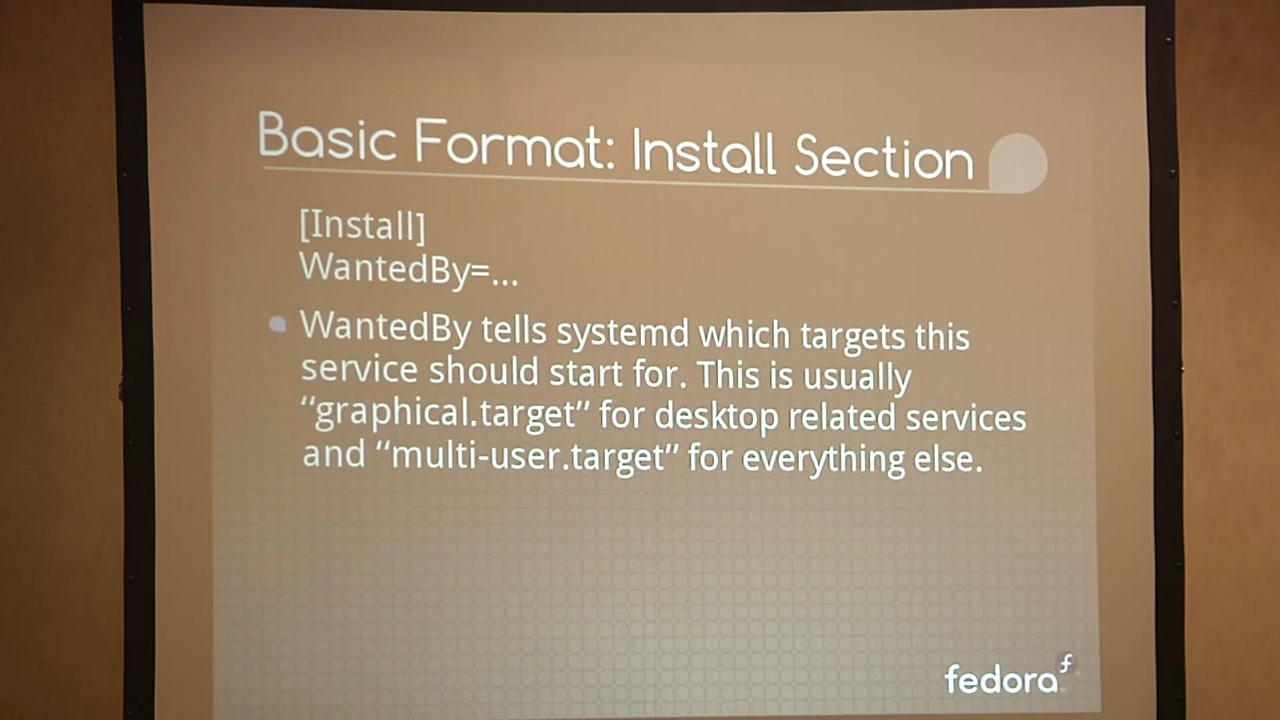 Basic Format: Install Section
[Install]
WantedBy=...
WantedBy tells systemd which targets this
service should start for. This is usually
“graphical.target” for desktop related services
and “multi-user.target” for everything else.
fedora